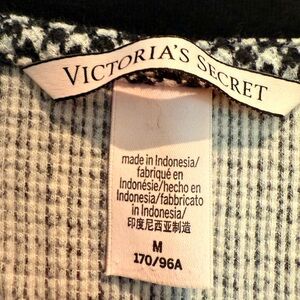 VICTORIA'S SECRET
made in Indonesia/
fabriqué en
Indonésie/hecho en
Indonesia/fabbricato
in Indonesia/
印度尼西亚制造
M
170/96A